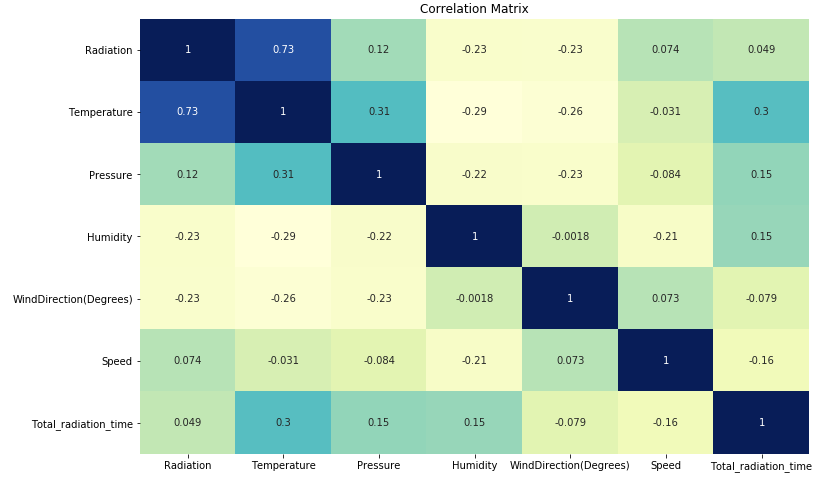 Correlation Matrix
Radiation 1 0.73 0.12 -0.23 -0.23 0.074 0.049
Temperature 0.73 1 0.31 -0.29 -0.26 -0.031 0.3
Pressure 0.12 0.31 1 -0.22 -0.23 -0.084 0.15
Humidity -0.23 -0.29 -0.22 1 -0.0018 -0.21 0.15
WindDirection(Degrees) -0.23 -0.26 -0.23 -0.0018 1 0.073 -0.079
Speed 0.074 -0.031 -0.084 -0.21 0.073 1 -0.16
Total_radiation_time 0.049 0.3 0.15 0.15 -0.079 -0.16 1
Radiation Temperature Pressure Humidity WindDirection(Degrees) Speed Total_radiation_time